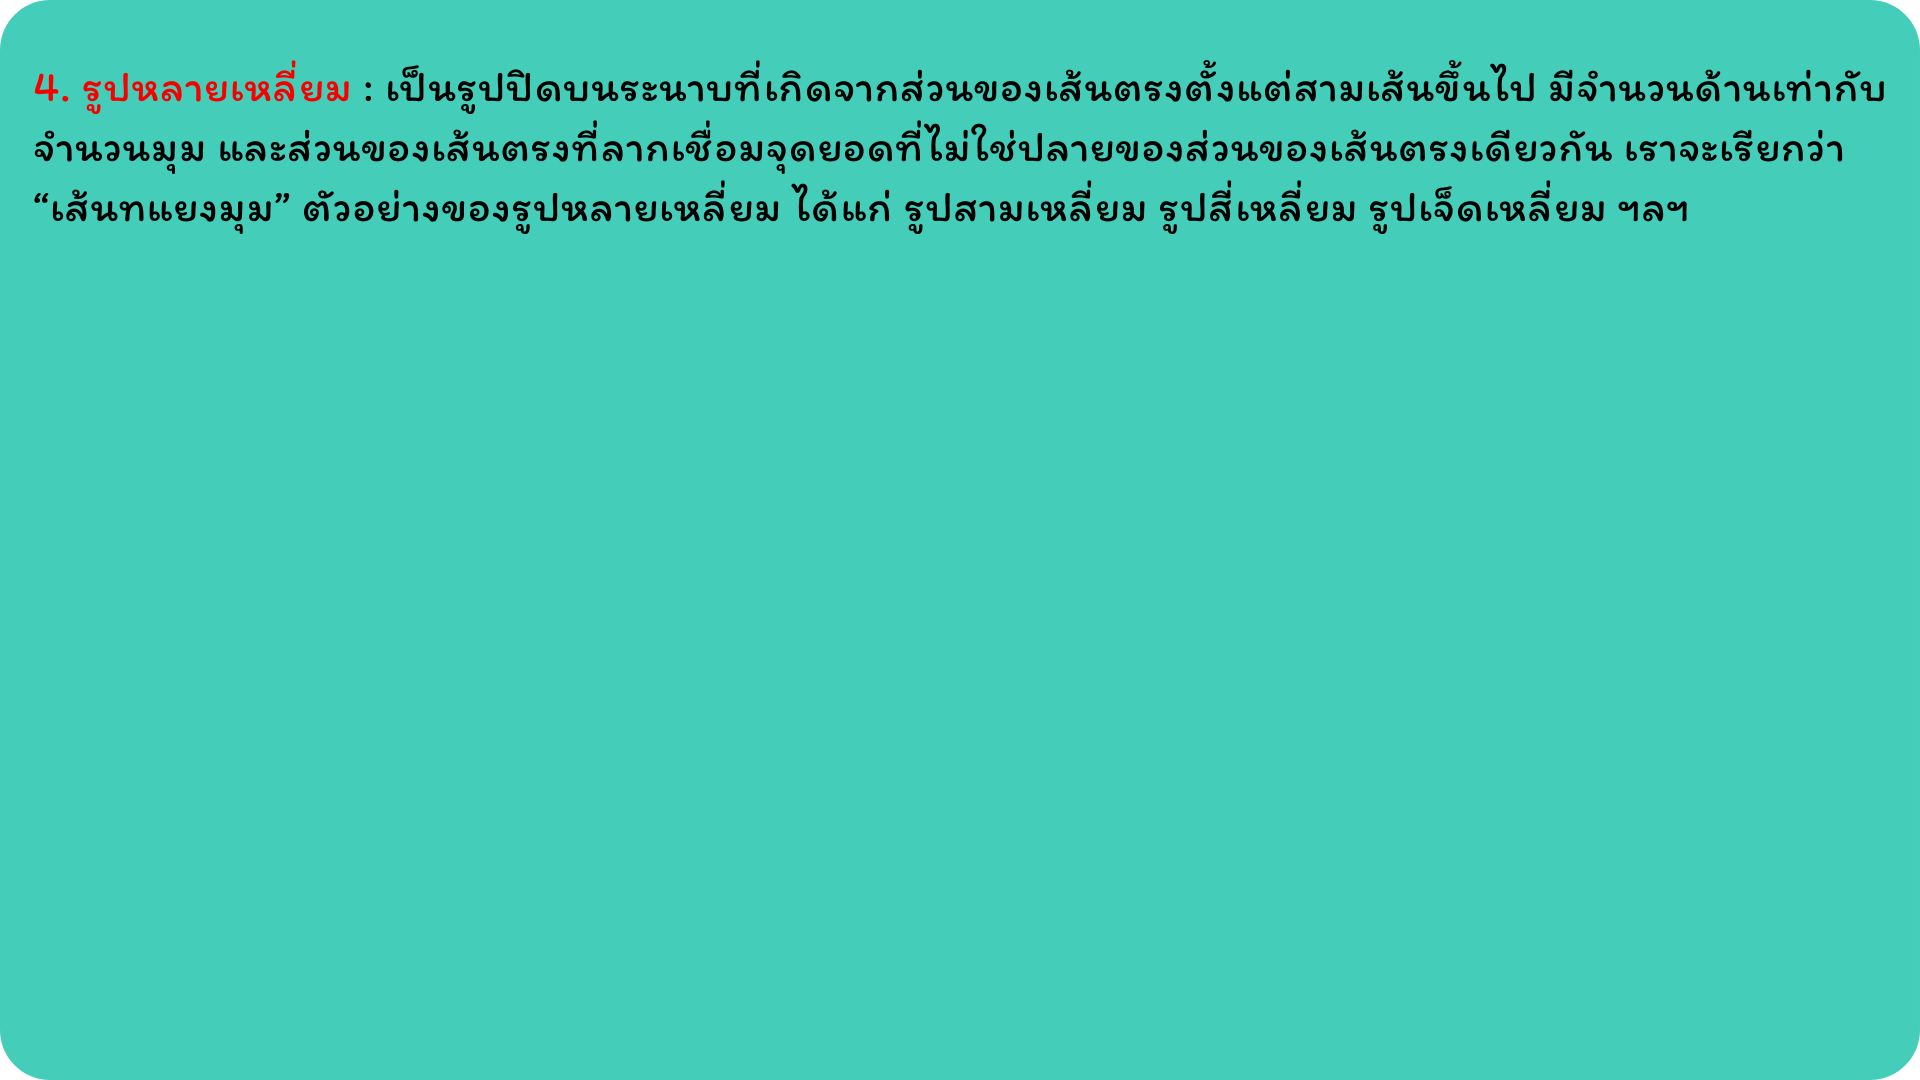 4. รูปหลายเหลี่ยม : เป็นรูปปิดบนระนาบที่เกิดจากส่วนของเส้นตรงตั้งแต่สามเส้นขึ้นไป มีจำนวนด้านเท่ากับ
จำนวนมุม และส่วนของเส้นตรงที่ลากเชื่อมจุดยอดที่ไม่ใช่ปลายของส่วนของเส้นตรงเดียวกัน เราจะเรียกว่า
“เส้นทแยงมุม” ตัวอย่างของรูปหลายเหลี่ยม ได้แก่ รูปสามเหลี่ยม รูปสี่เหลี่ยม รูปเจ็ดเหลี่ยม ฯลฯ